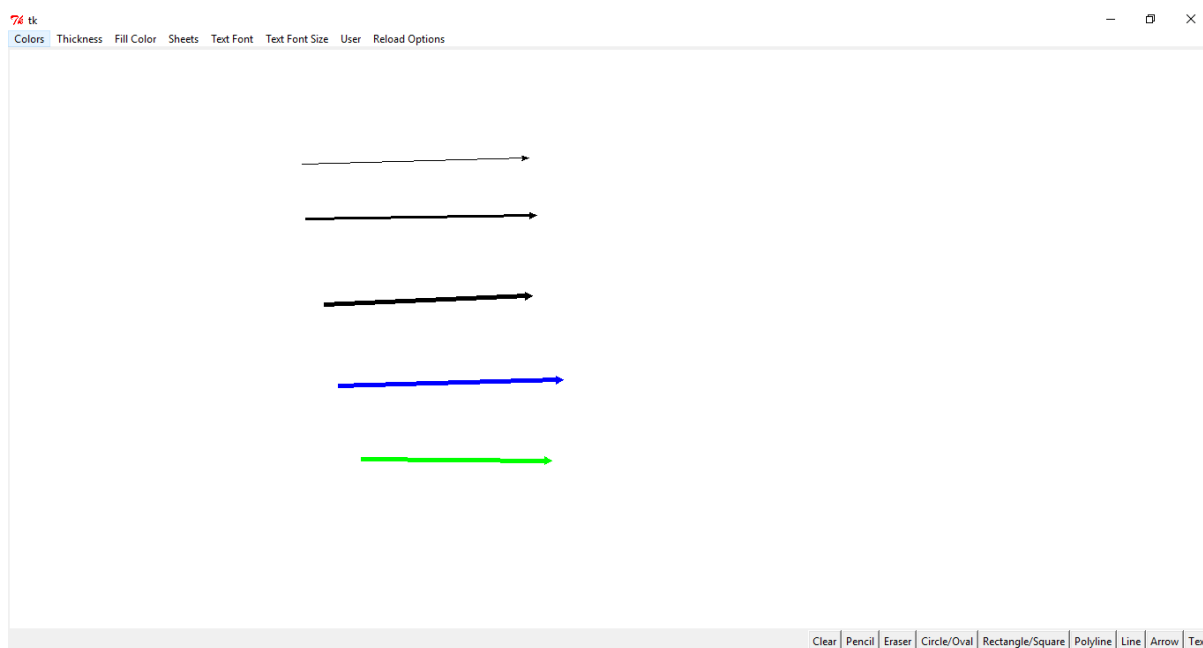 tk
Colors Thickness Fill Color Sheets Text Font Text Font Size User Reload Options
Clear Pencil Eraser Circle/Oval Rectangle/Square Polyline Line Arrow